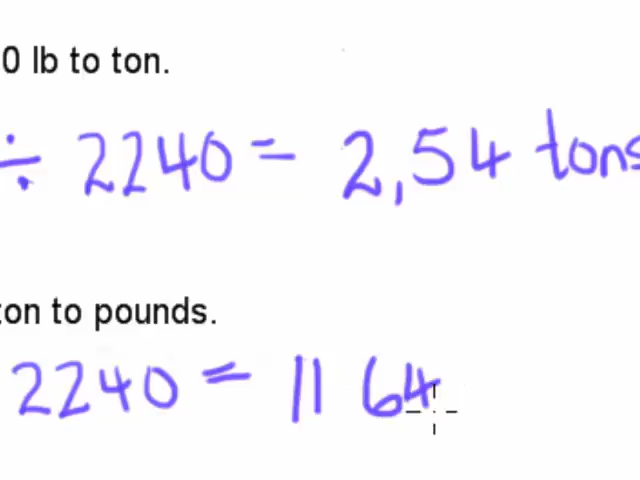 0 lb to ton.
÷ 2240 = 2,54 tons
ton to pounds.
2240 = 11 64